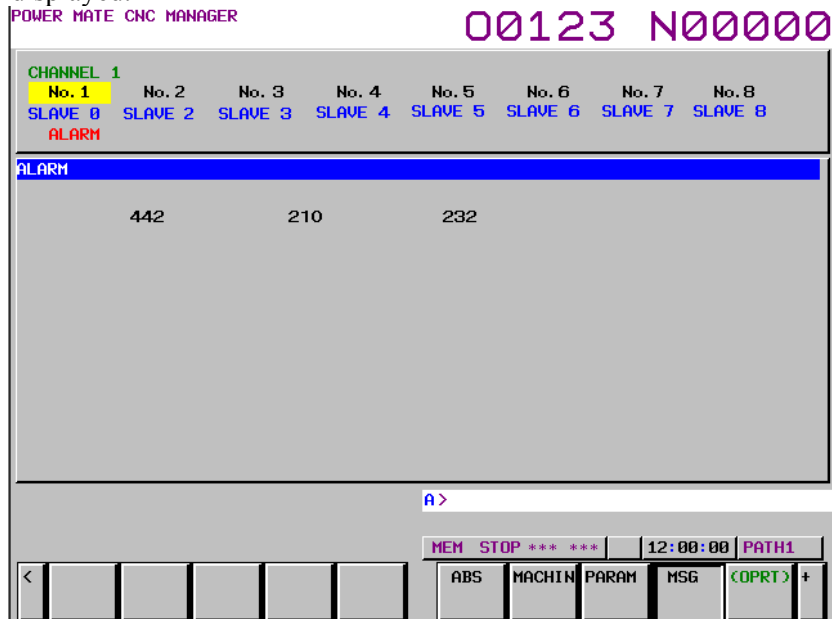 POWER MATE CNC MANAGER O0123 N00000
CHANNEL 1
No. 1 No. 2 No. 3 No. 4 No. 5 No. 6 No. 7 No. 8
SLAVE 0 SLAVE 2 SLAVE 3 SLAVE 4 SLAVE 5 SLAVE 6 SLAVE 7 SLAVE 8
ALARM
ALARM
442 210 232
A>
MEM STOP *** *** 12:00:00 PATH1
< ABS MACHIN PARAM MSG (OPRT) +